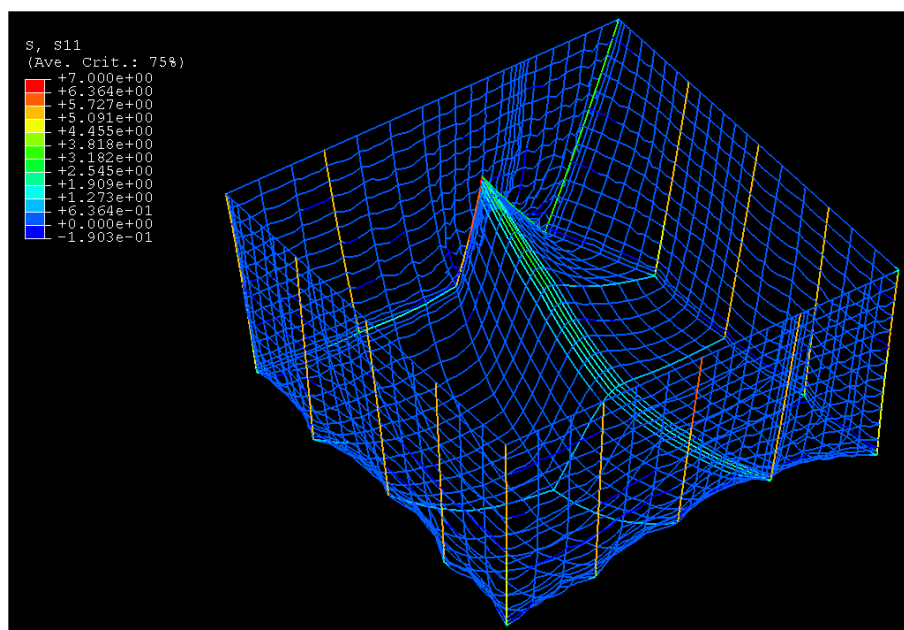 S, S11
(Ave. Crit.: 75%)
+7.000e+00
+6.364e+00
+5.727e+00
+5.091e+00
+4.455e+00
+3.818e+00
+3.182e+00
+2.545e+00
+1.909e+00
+1.273e+00
+6.364e-01
+0.000e+00
-1.903e-01